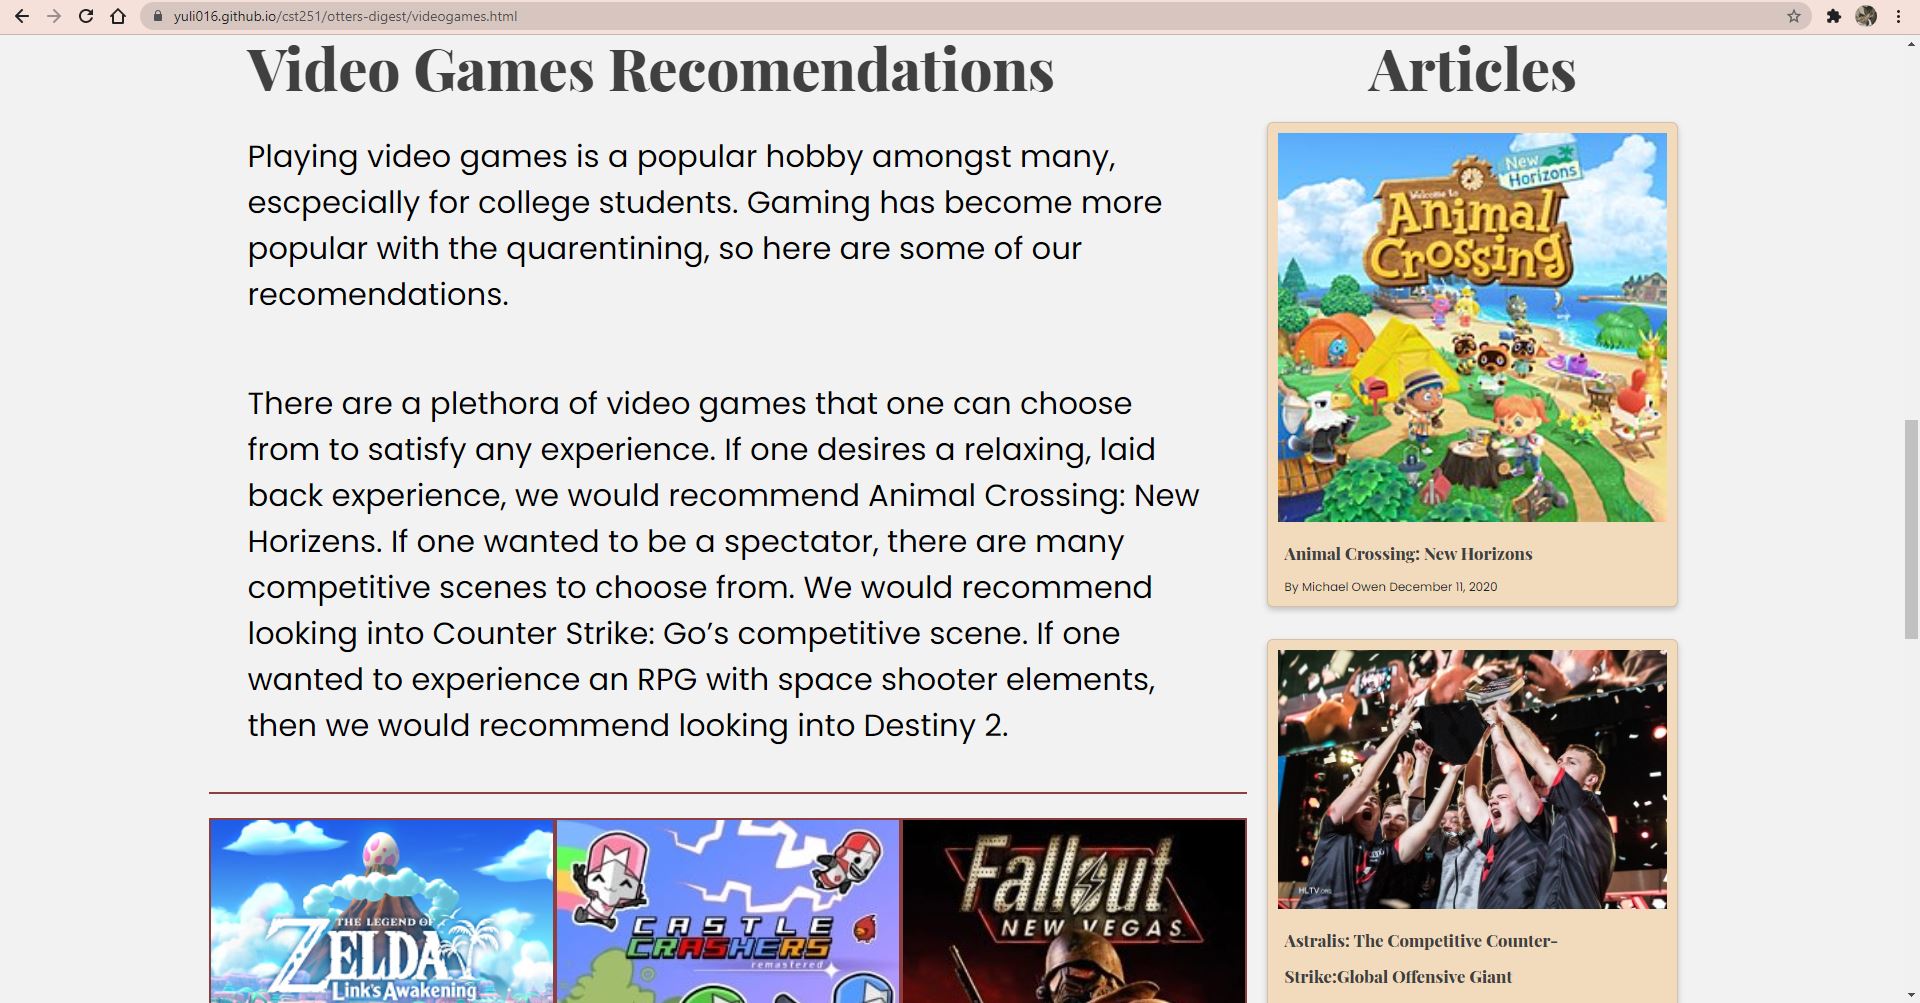 yuli016.github.io/cst251/otters-digest/videogames.html
Video Games Recomendations
Playing video games is a popular hobby amongst many,
escpecially for college students. Gaming has become more
popular with the quarentining, so here are some of our
recomendations.
There are a plethora of video games that one can choose
from to satisfy any experience. If one desires a relaxing, laid
back experience, we would recommend Animal Crossing: New
Horizens. If one wanted to be a spectator, there are many
competitive scenes to choose from. We would recommend
looking into Counter Strike: Go’s competitive scene. If one
wanted to experience an RPG with space shooter elements,
then we would recommend looking into Destiny 2.
THE LEGEND OF
ZELDA
Link's Awakening
CASTLE
CRASHERS
remastered
Fallout
NEW VEGAS
Articles
New
Horizons
Welcome to
Animal
Crossing
Animal Crossing: New Horizons
By Michael Owen December 11, 2020
HLTV.ORG
Astralis: The Competitive Counter-
Strike:Global Offensive Giant